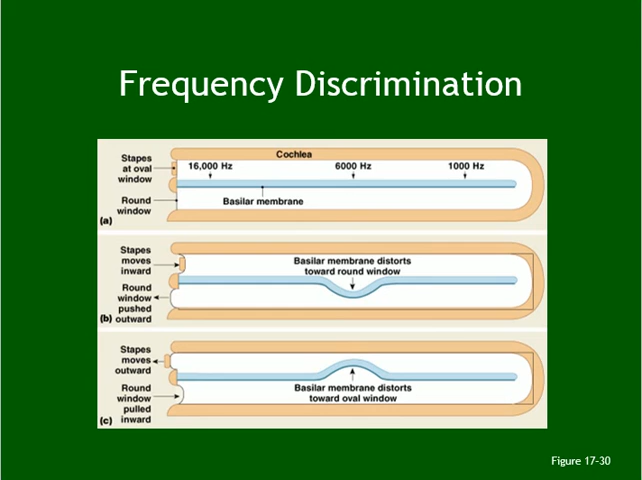 Frequency Discrimination
Cochlea
Stapes
at oval
window
16,000 Hz
6000 Hz
1000 Hz
Round
window
Basilar membrane
(a)
Stapes
moves
inward
Basilar membrane distorts
toward round window
Round
window
pushed
(b) outward
Stapes
moves
outward
Round
window
pulled
(c) inward
Basilar membrane distorts
toward oval window
Figure 17-30